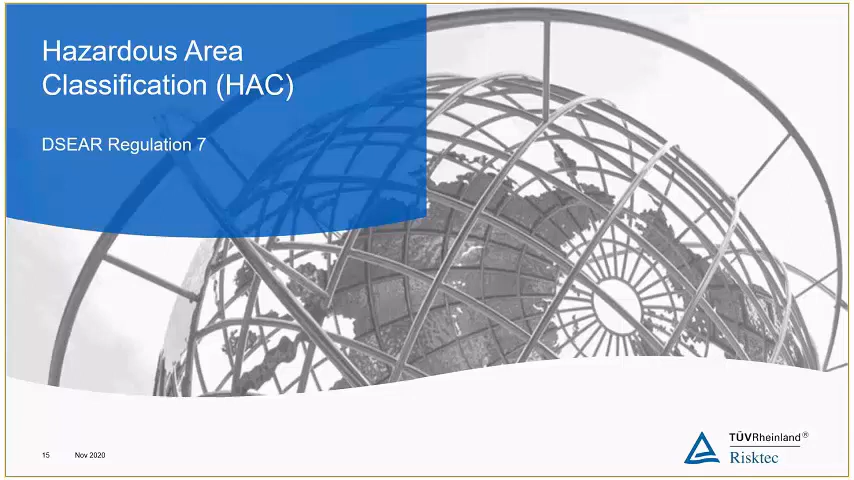 Hazardous Area
Classification (HAC)
DSEAR Regulation 7
15
Nov 2020
TÜVRheinland®
Risktec